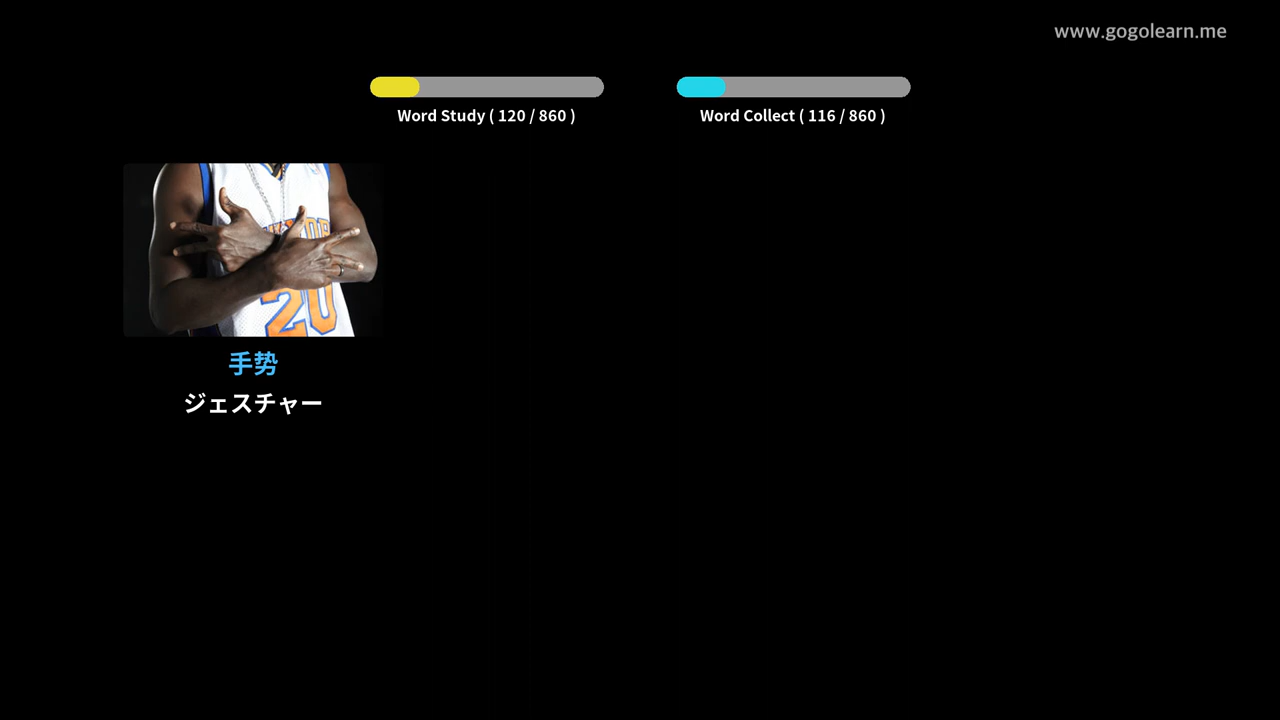 www.gogolearn.me
Word Study ( 120 / 860 )
Word Collect ( 116 / 860 )
20
手势
ジェスチャー